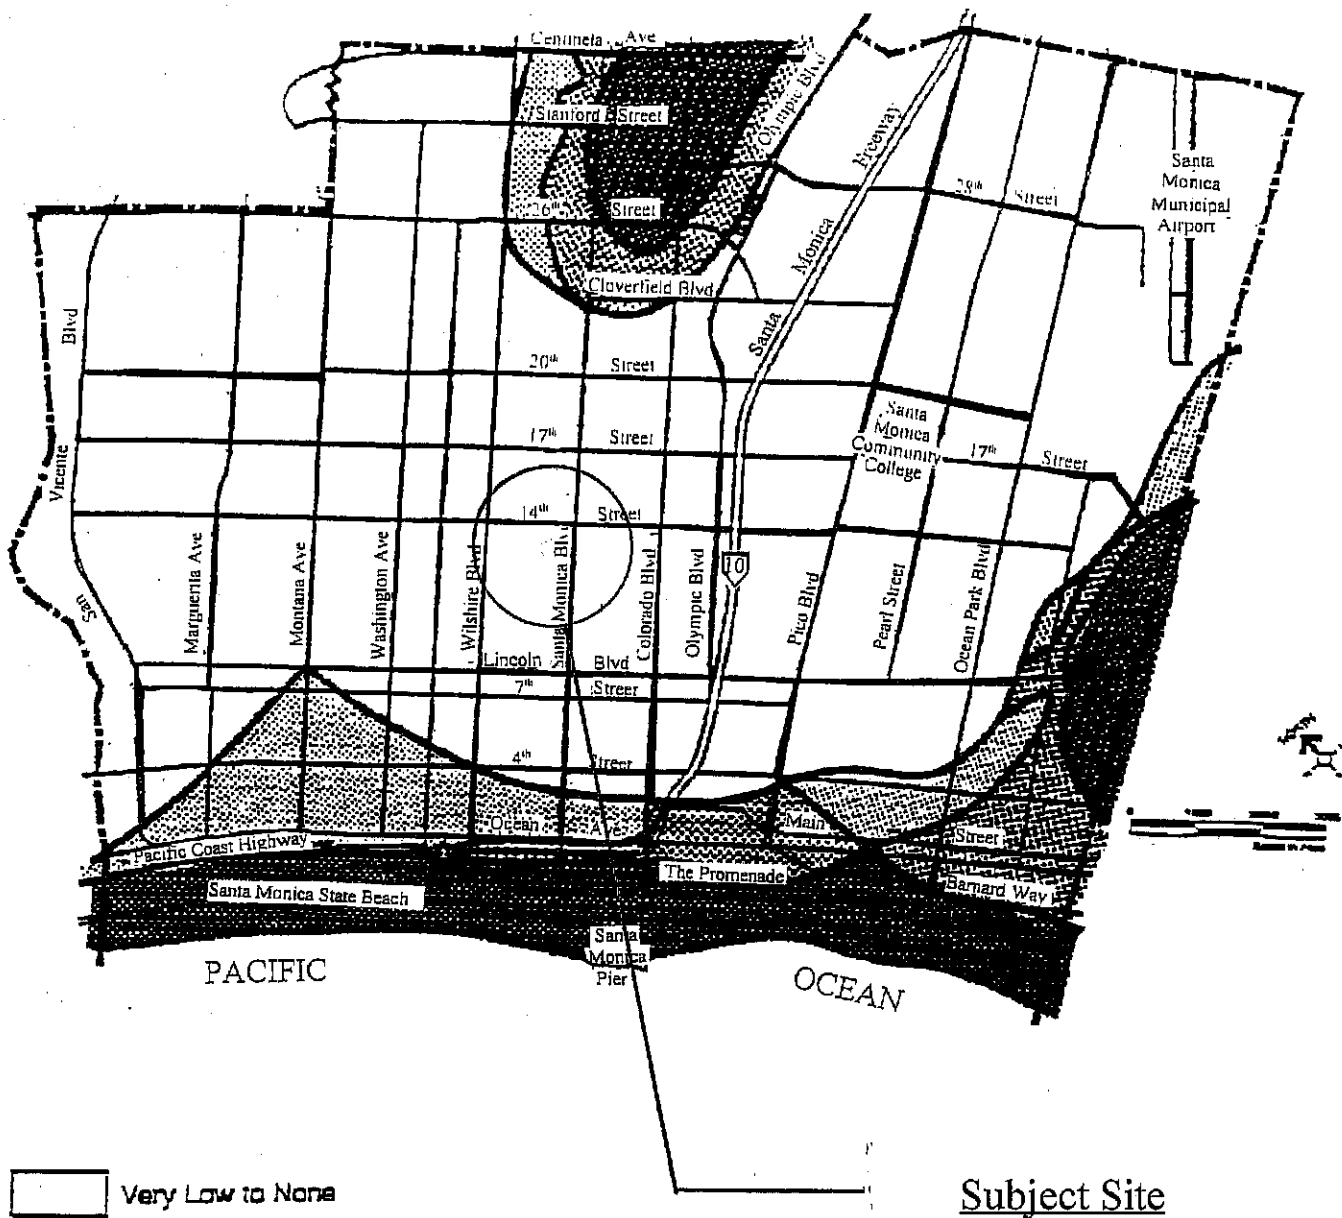 Centinela Ave
Stanford Street
Olympic Blvd
Freeway
28th Street
Santa
Monica
Municipal
Airport
26th Street
Monica
Cloverfield Blvd
Santa
Blvd
20th Street
Santa
Monica
Community
College
17th Street
17th Street
Vicente
14th Street
San
Marguerita Ave
Montana Ave
Washington Ave
Wilshire Blvd
Santa Monica Blvd
Colorado Blvd
Olympic Blvd
10
Pico Blvd
Pearl Street
Ocean Park Blvd
Lincoln Blvd
7th Street
4th Street
Ocean Ave
Main Street
Pacific Coast Highway
The Promenade
Barnard Way
Santa Monica State Beach
Santa
Monica
Pier
PACIFIC
OCEAN
Very Low to None
Subject Site